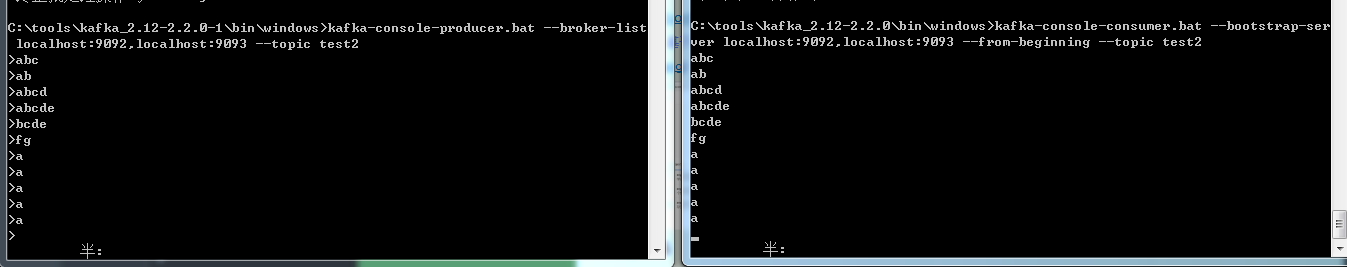 C:\tools\kafka_2.12-2.2.0-1\bin\windows>kafka-console-producer.bat --broker-list
localhost:9092,localhost:9093 --topic test2
>abc
>ab
>abcd
>abcde
>bcde
>fg
>a
>a
>a
>a
>a
>
半:
C:\tools\kafka_2.12-2.2.0\bin\windows>kafka-console-consumer.bat --bootstrap-ser
ver localhost:9092,localhost:9093 --from-beginning --topic test2
abc
ab
abcd
abcde
bcde
fg
a
a
a
a
a
半: